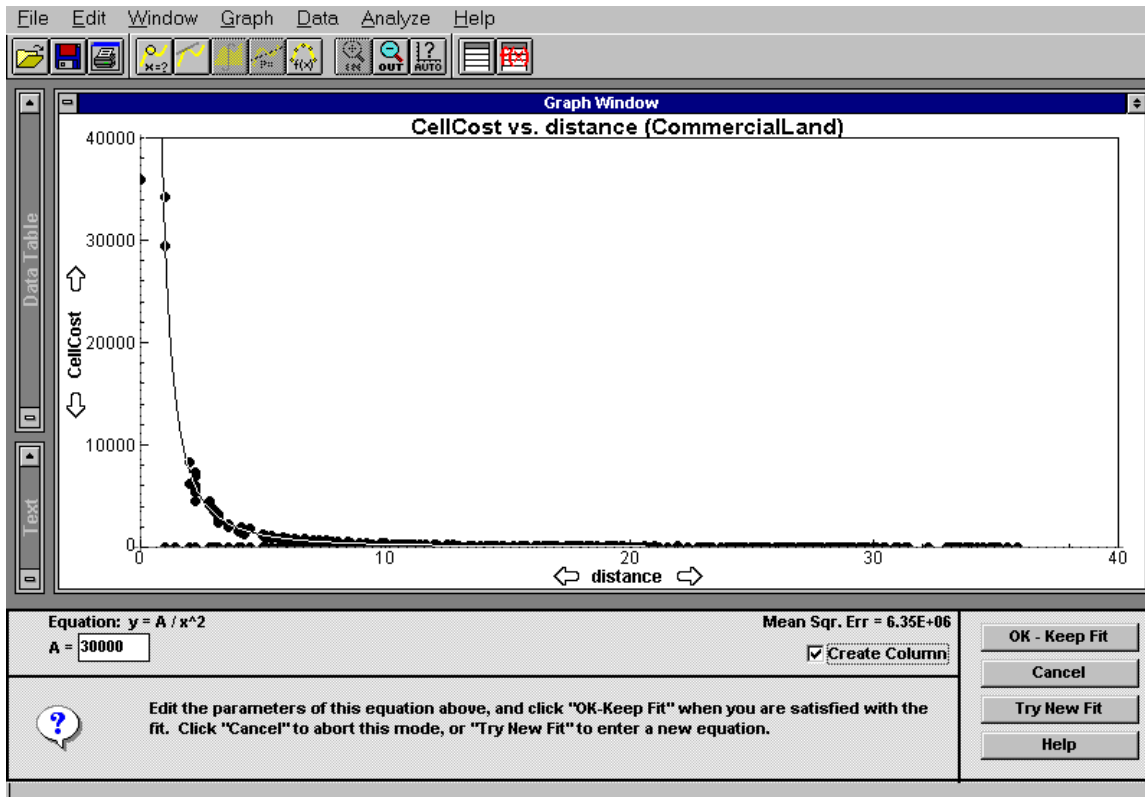 File Edit Window Graph Data Analyze Help
x=?
P=
f(x)
IN
OUT
?
AUTO
f(x)
Graph Window
CellCost vs. distance (CommercialLand)
Data Table
Text
CellCost
40000
30000
20000
10000
0
0 10 20 30 40
distance
Equation: y = A / x^2
Mean Sqr. Err = 6.35E+06
A = 30000
Create Column
?
Edit the parameters of this equation above, and click "OK-Keep Fit" when you are satisfied with the
fit. Click "Cancel" to abort this mode, or "Try New Fit" to enter a new equation.
OK - Keep Fit
Cancel
Try New Fit
Help